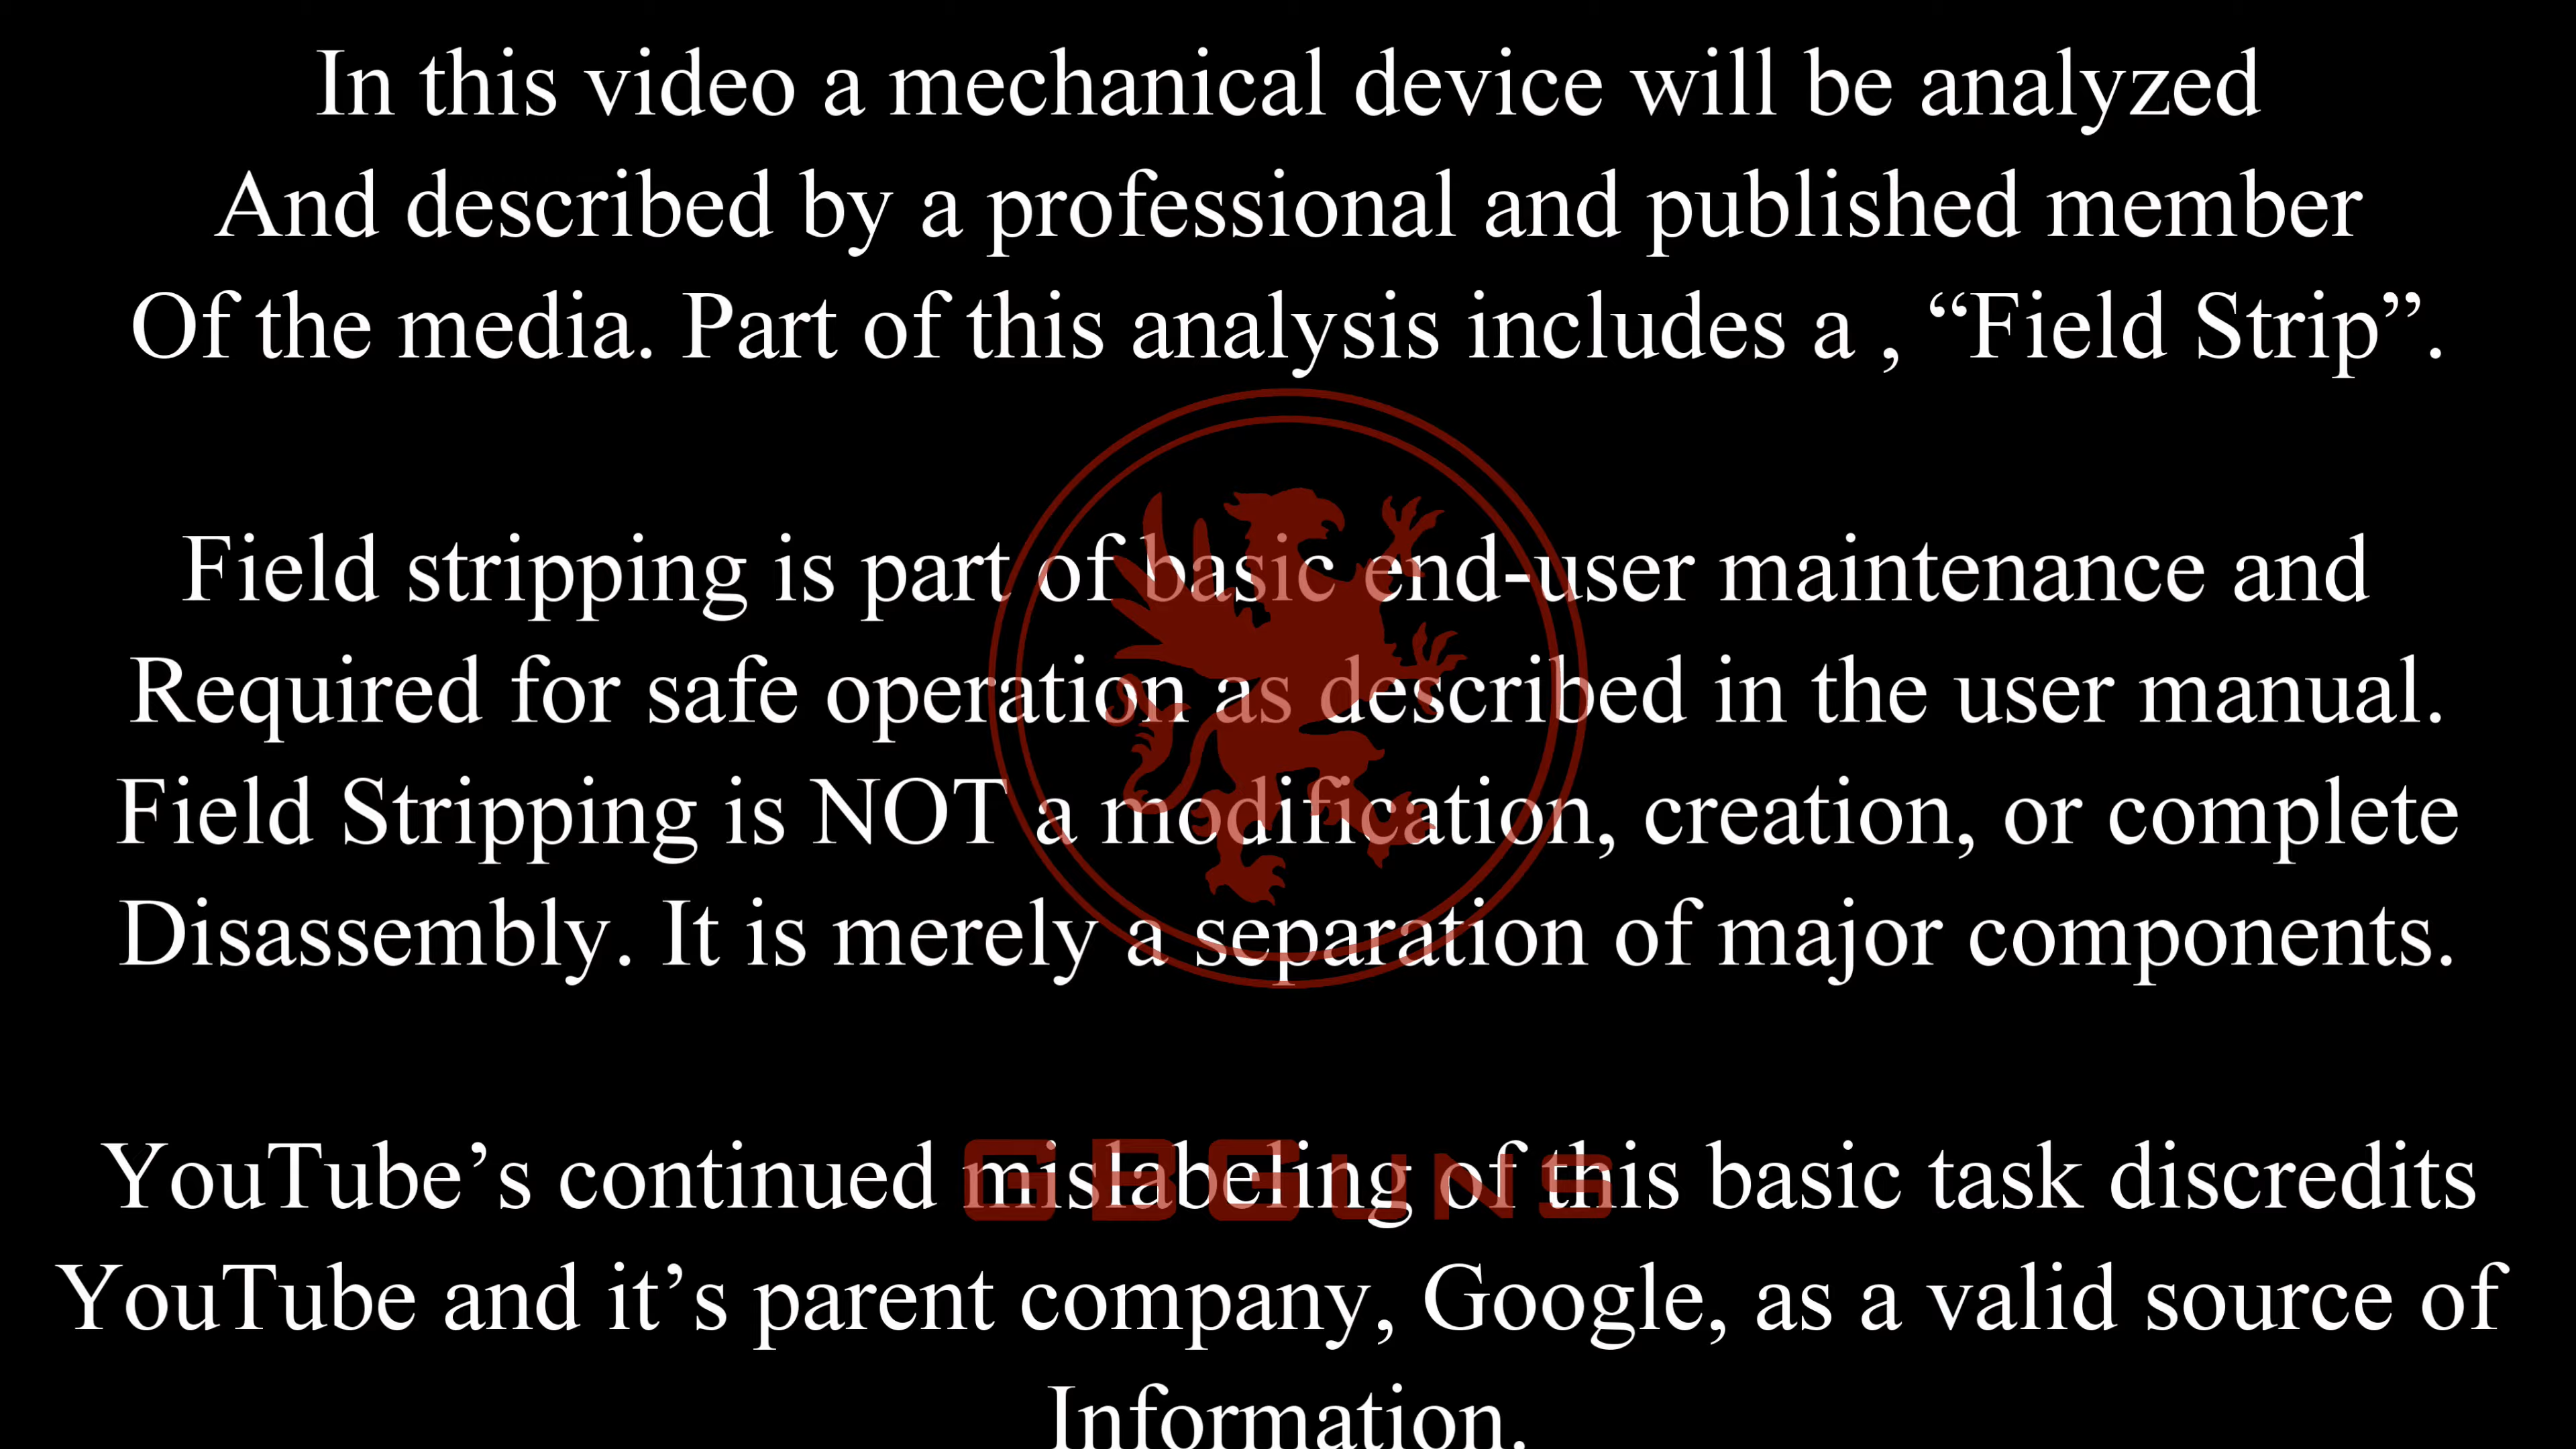 In this video a mechanical device will be analyzed
And described by a professional and published member
Of the media. Part of this analysis includes a , “Field Strip”.
Field stripping is part of basic end-user maintenance and
Required for safe operation as described in the user manual.
Field Stripping is NOT a modification, creation, or complete
Disassembly. It is merely a separation of major components.
YouTube’s continued mislabeling of this basic task discredits
GBGuns
YouTube and it’s parent company, Google, as a valid source of
Information.